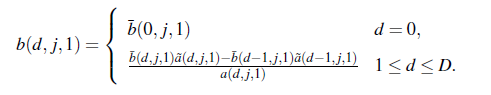 b(d, j, 1) = { b̄(0, j, 1) d = 0,
(b̄(d,j,1)ã(d,j,1)−b̄(d−1,j,1)ã(d−1,j,1)) / a(d,j,1) 1 ≤ d ≤ D.